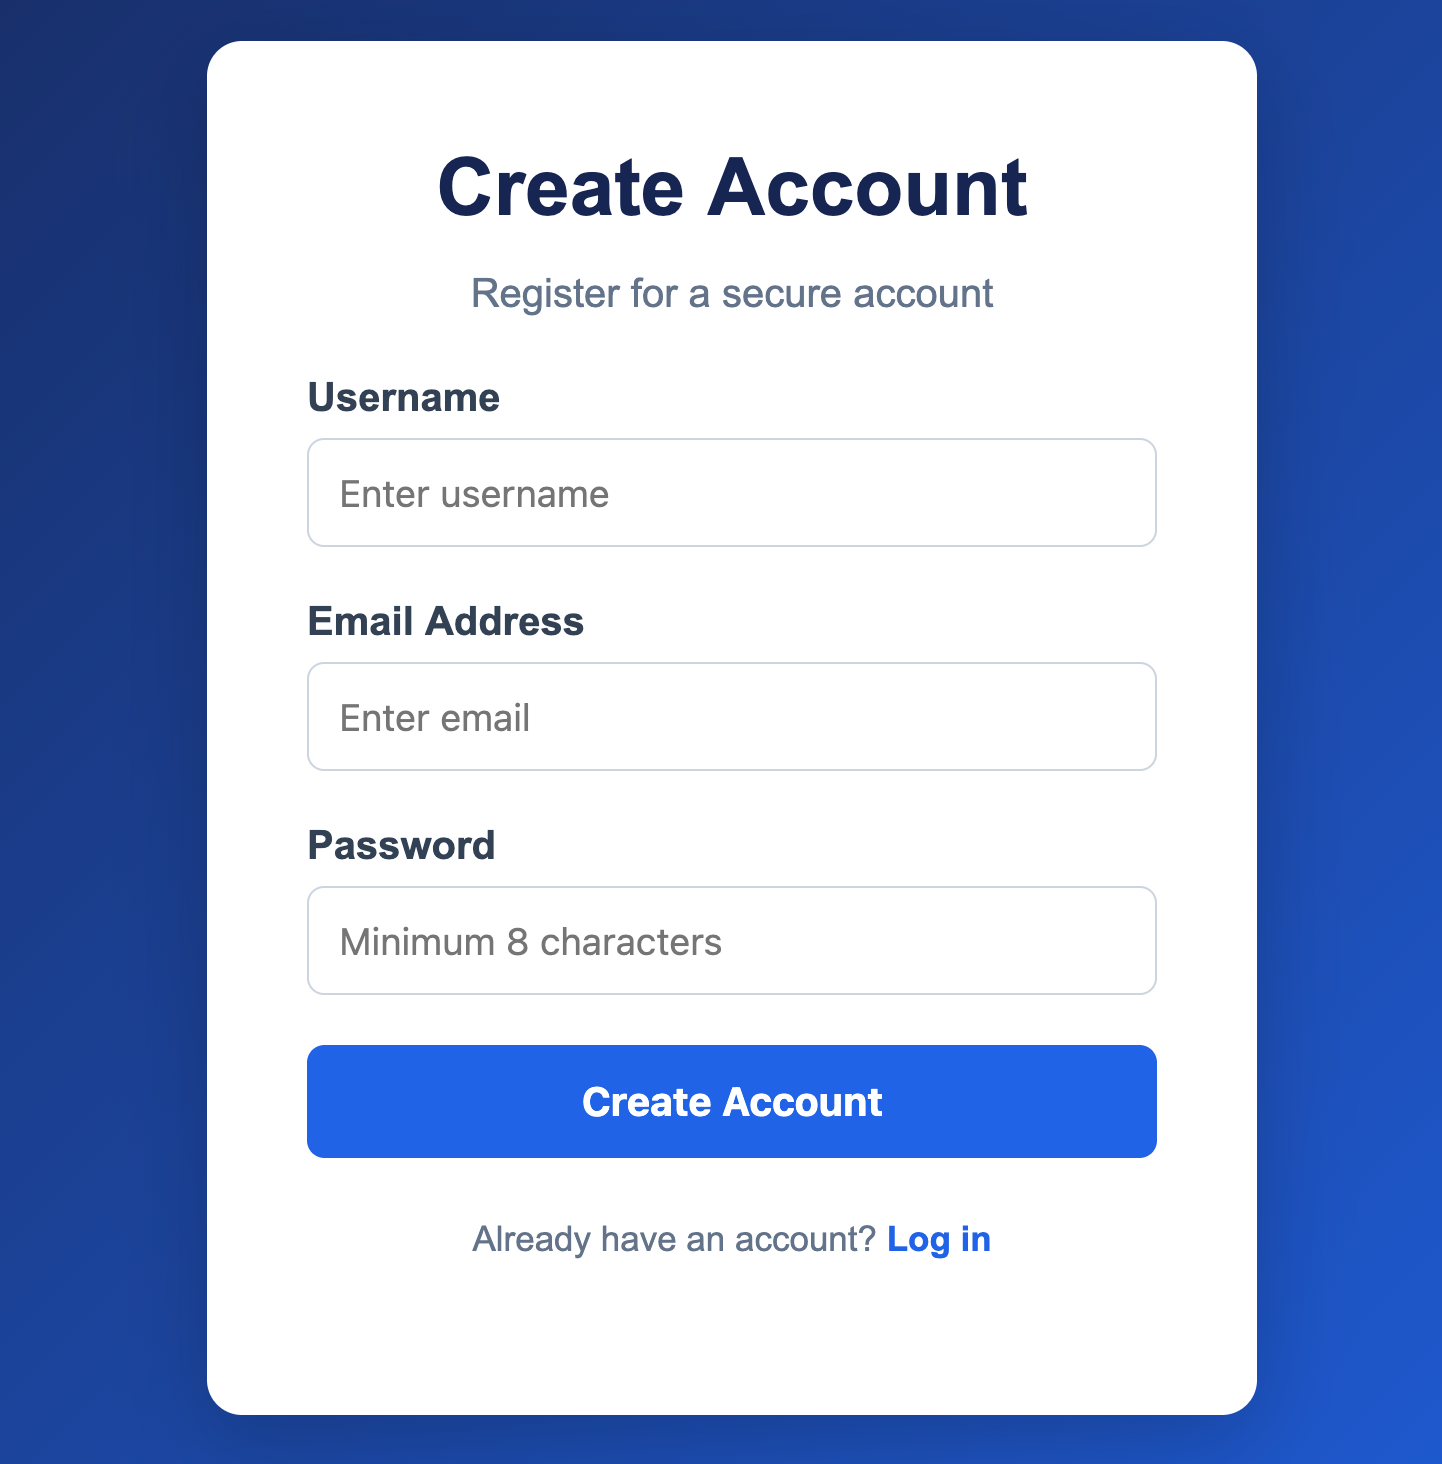 Create Account
Register for a secure account
Username
Enter username
Email Address
Enter email
Password
Minimum 8 characters
Create Account
Already have an account? Log in